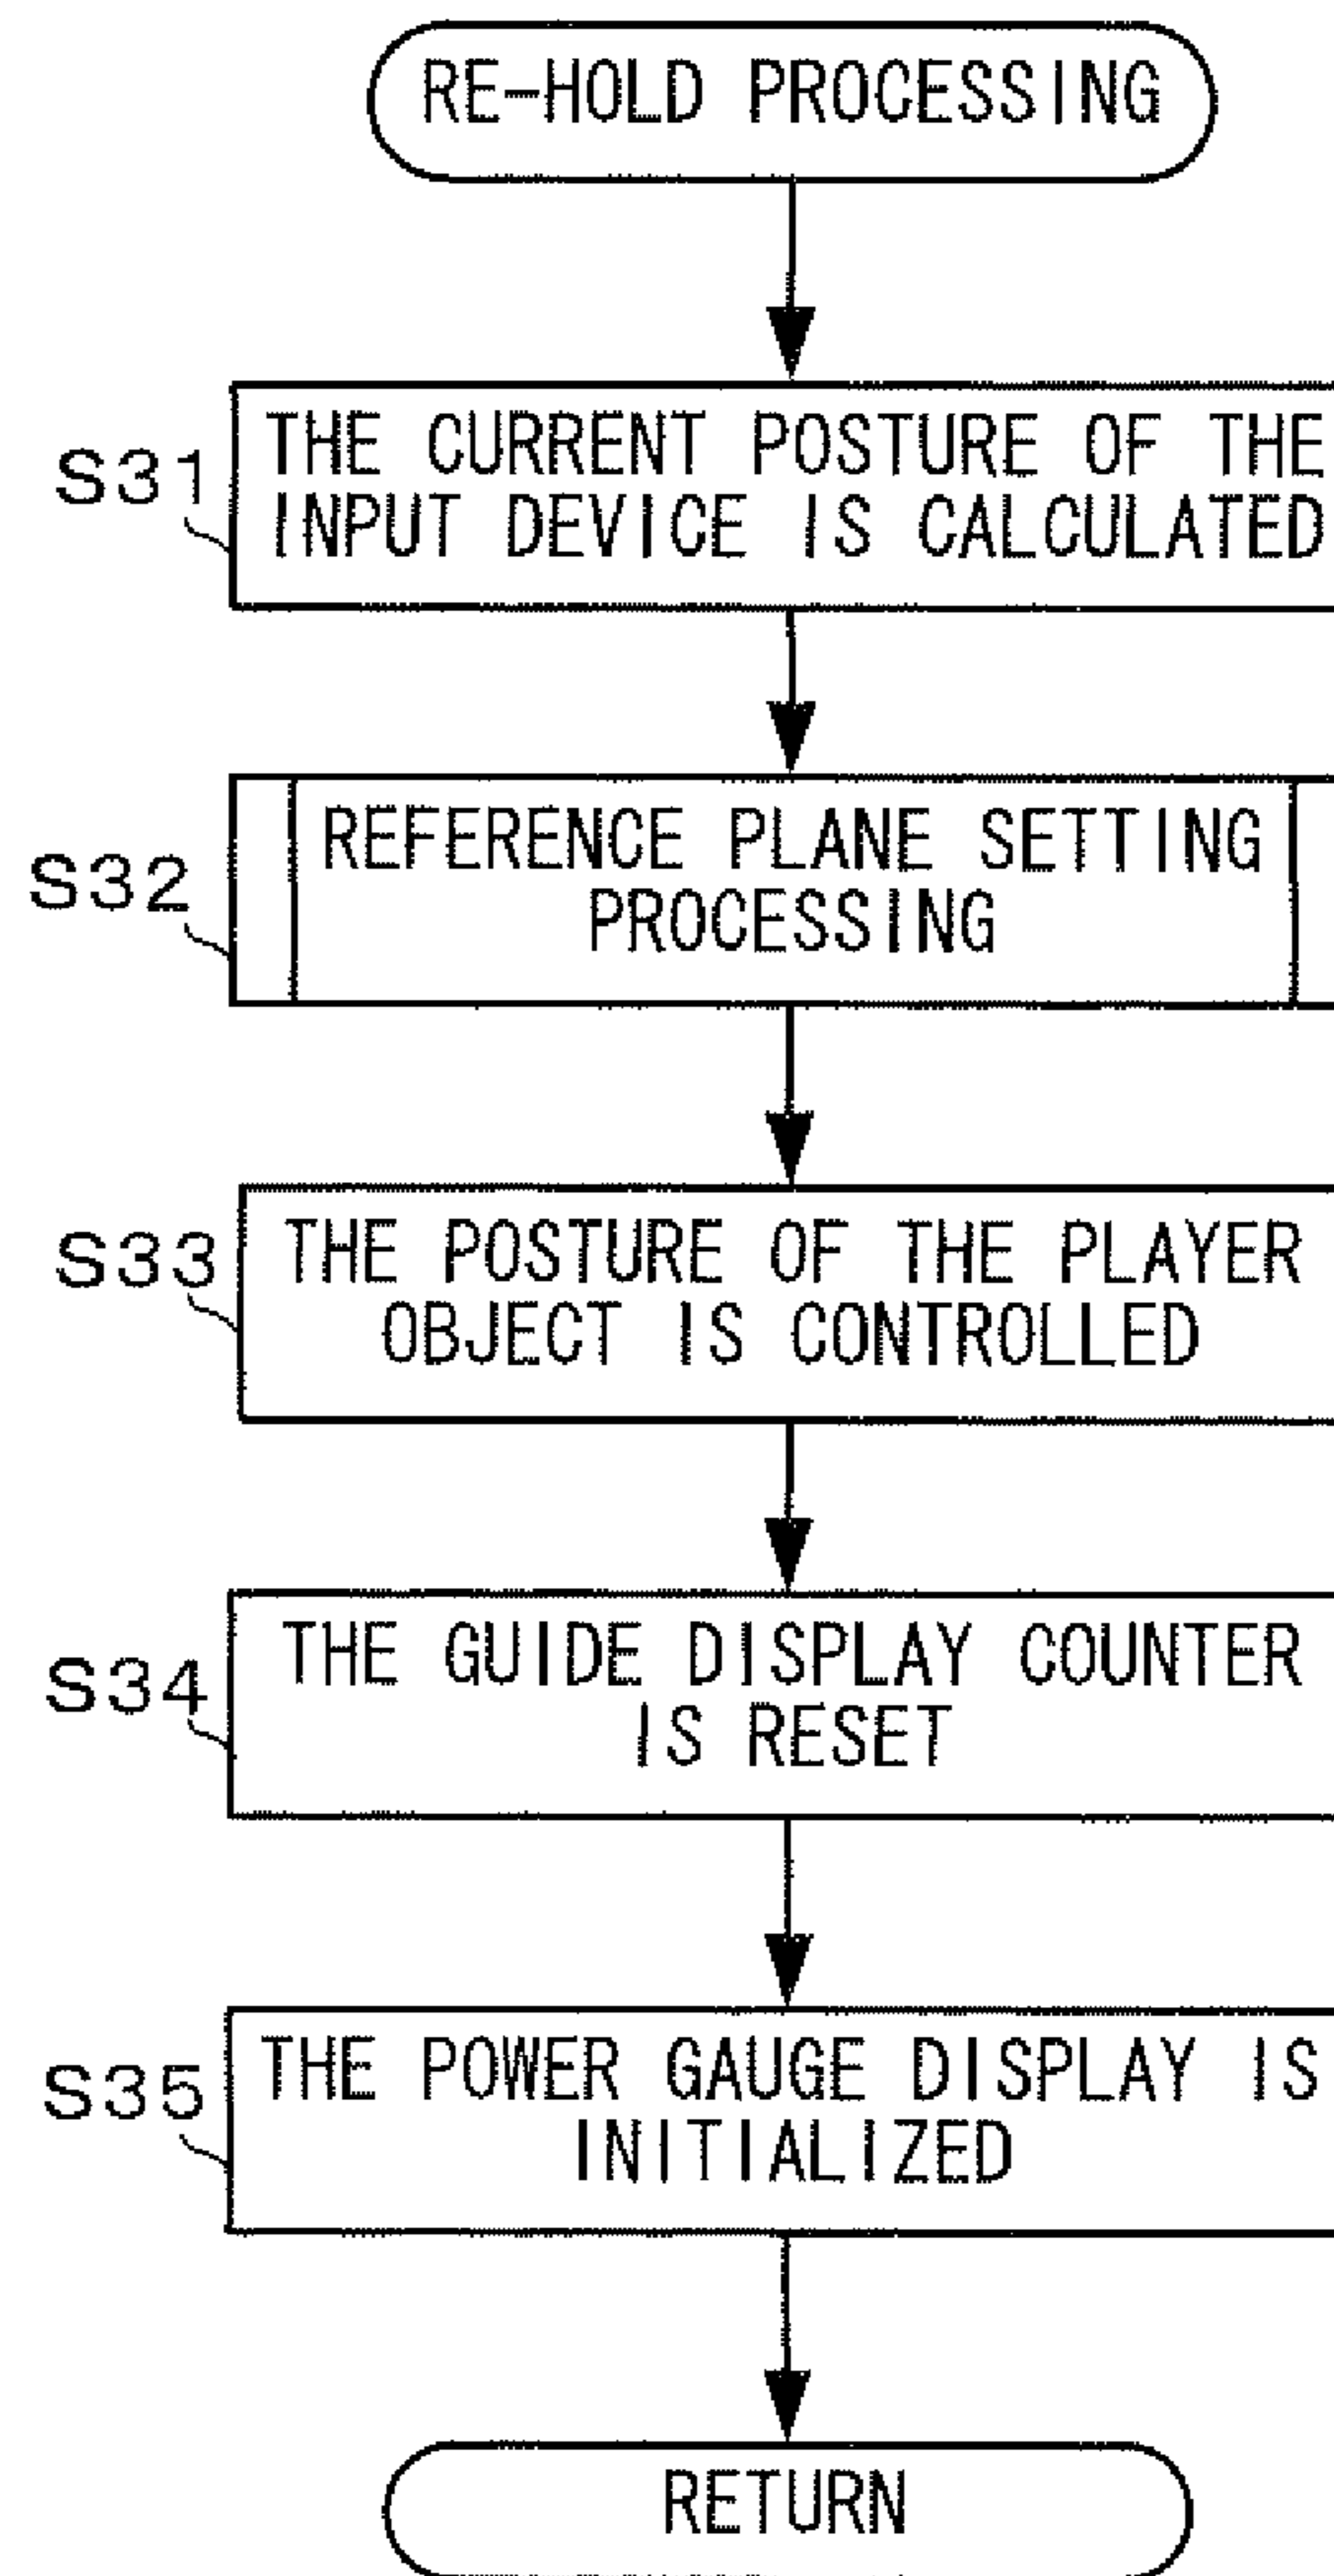 RE-HOLD PROCESSING
S31
THE CURRENT POSTURE OF THE
INPUT DEVICE IS CALCULATED
S32
REFERENCE PLANE SETTING
PROCESSING
S33
THE POSTURE OF THE PLAYER
OBJECT IS CONTROLLED
S34
THE GUIDE DISPLAY COUNTER
IS RESET
S35
THE POWER GAUGE DISPLAY IS
INITIALIZED
RETURN